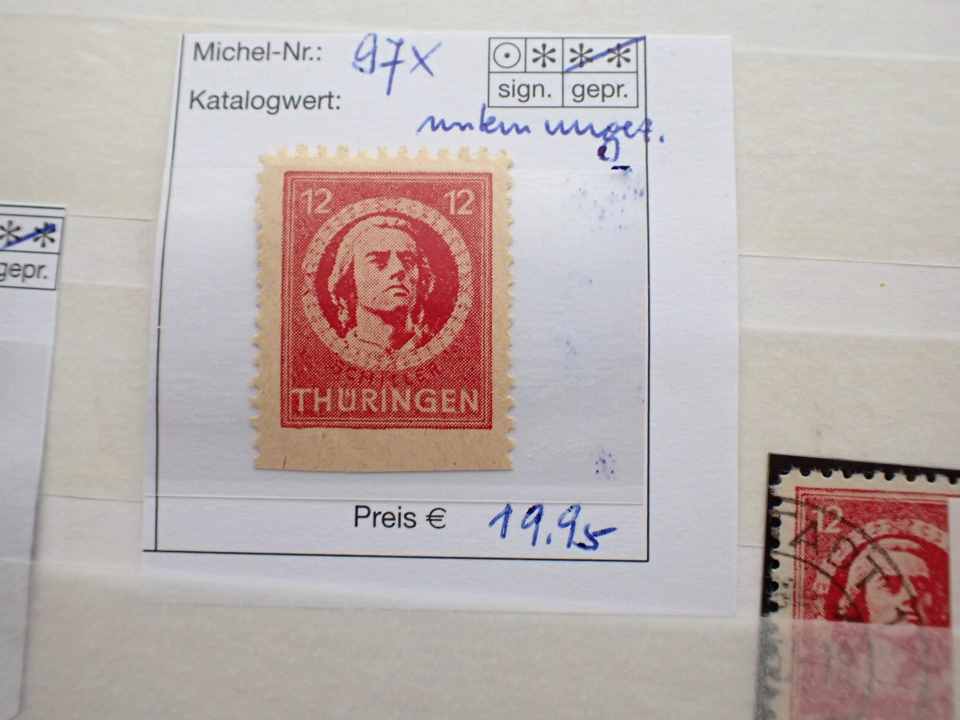 Michel-Nr.: 97x
⊙ * * *
sign. gepr.
Katalogwert:
unten ungez.
12 12
SCHILLER
THÜRINGEN
Preis € 19.95
* *
gepr.
12